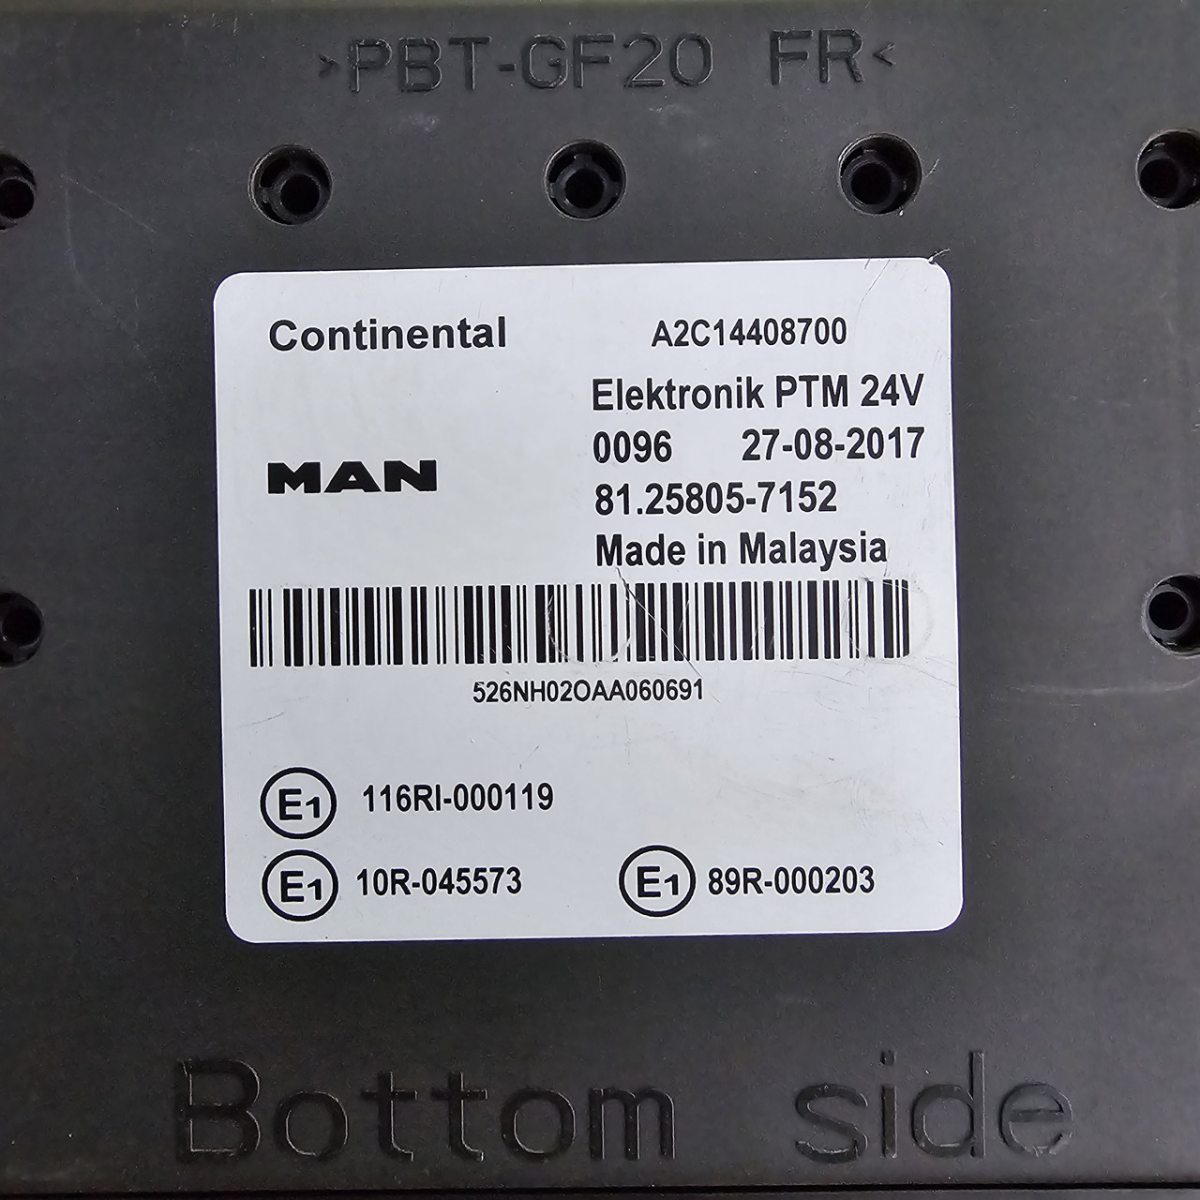 >PBT-GF20 FR<
Continental A2C14408700
Elektronik PTM 24V
0096 27-08-2017
MAN
81.25805-7152
Made in Malaysia
526NH02OAA060691
E1 116RI-000119
E1 10R-045573 E1 89R-000203
Bottom side